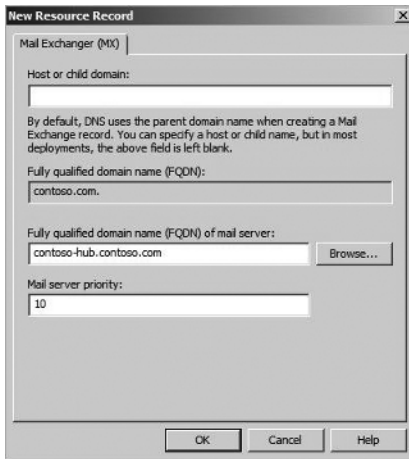 New Resource Record
Mail Exchanger (MX)
Host or child domain:
By default, DNS uses the parent domain name when creating a Mail
Exchange record. You can specify a host or child name, but in most
deployments, the above field is left blank.
Fully qualified domain name (FQDN):
contoso.com.
Fully qualified domain name (FQDN) of mail server:
contoso-hub.contoso.com
Browse...
Mail server priority:
10
OK
Cancel
Help